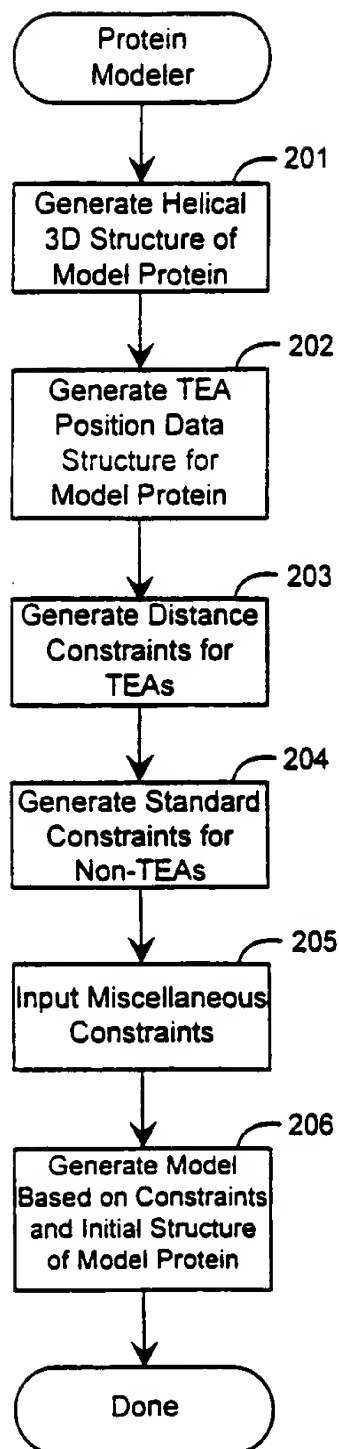 Protein
Modeler
201
Generate Helical
3D Structure of
Model Protein
202
Generate TEA
Position Data
Structure for
Model Protein
203
Generate Distance
Constraints for
TEAs
204
Generate Standard
Constraints for
Non-TEAs
205
Input Miscellaneous
Constraints
206
Generate Model
Based on Constraints
and Initial Structure
of Model Protein
Done